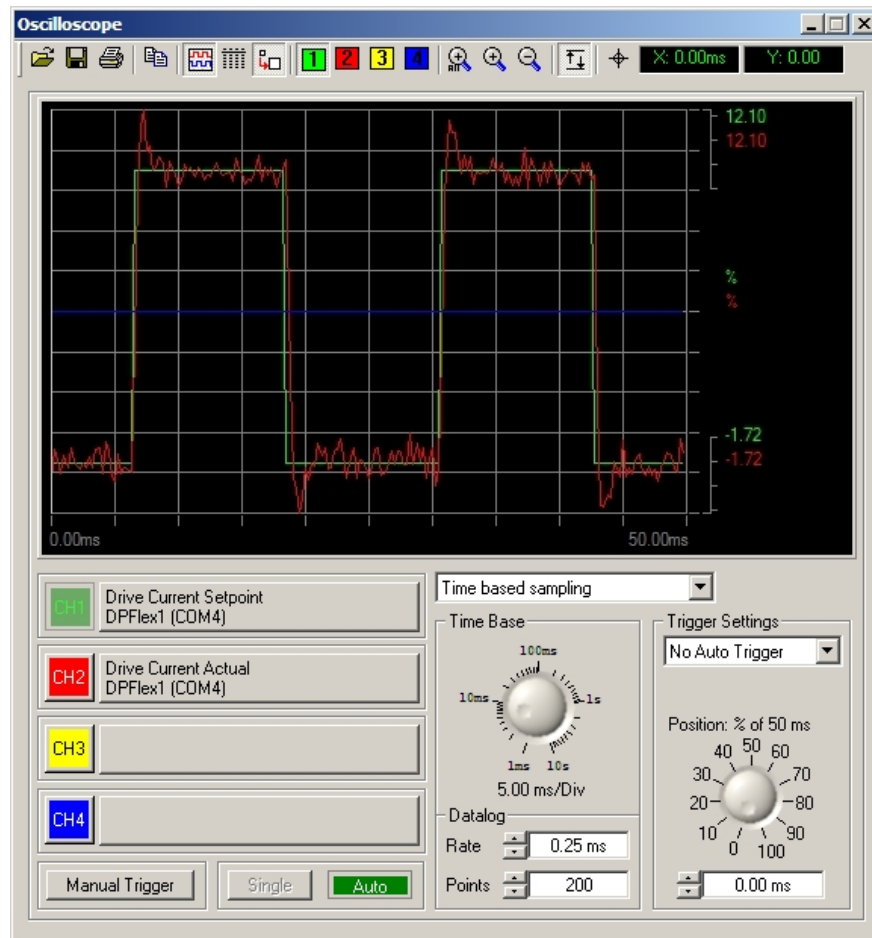 Oscilloscope
1 2 3 4 All X: 0.00ms Y: 0.00
12.10
12.10
%
%
-1.72
-1.72
0.00ms 50.00ms
CH1 Drive Current Setpoint
DPFlex1 (COM4)
CH2 Drive Current Actual
DPFlex1 (COM4)
CH3
CH4
Manual Trigger Single Auto
Time based sampling
Time Base
100ms
10ms 1s
1ms 10s
5.00 ms/Div
Datalog
Rate 0.25 ms
Points 200
Trigger Settings
No Auto Trigger
Position: % of 50 ms
40 50 60
30 70
20 80
10 90
0 100
0.00 ms